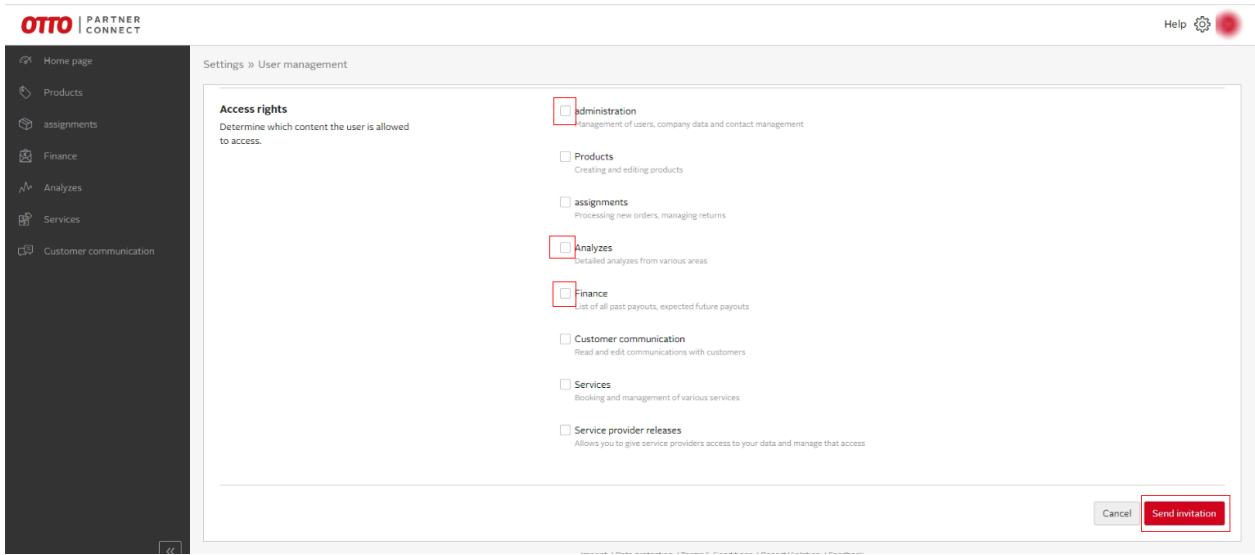 OTTO | PARTNER CONNECT
Help
Home page
Products
assignments
Finance
Analyzes
Services
Customer communication
Settings » User management
Access rights
Determine which content the user is allowed
to access.
administration
Management of users, company data and contact management
Products
Creating and editing products
assignments
Processing new orders, managing returns
Analyzes
Detailed analyzes from various areas
Finance
List of all past payouts, expected future payouts
Customer communication
Read and edit communications with customers
Services
Booking and management of various services
Service provider releases
Allows you to give service providers access to your data and manage that access
Cancel
Send invitation